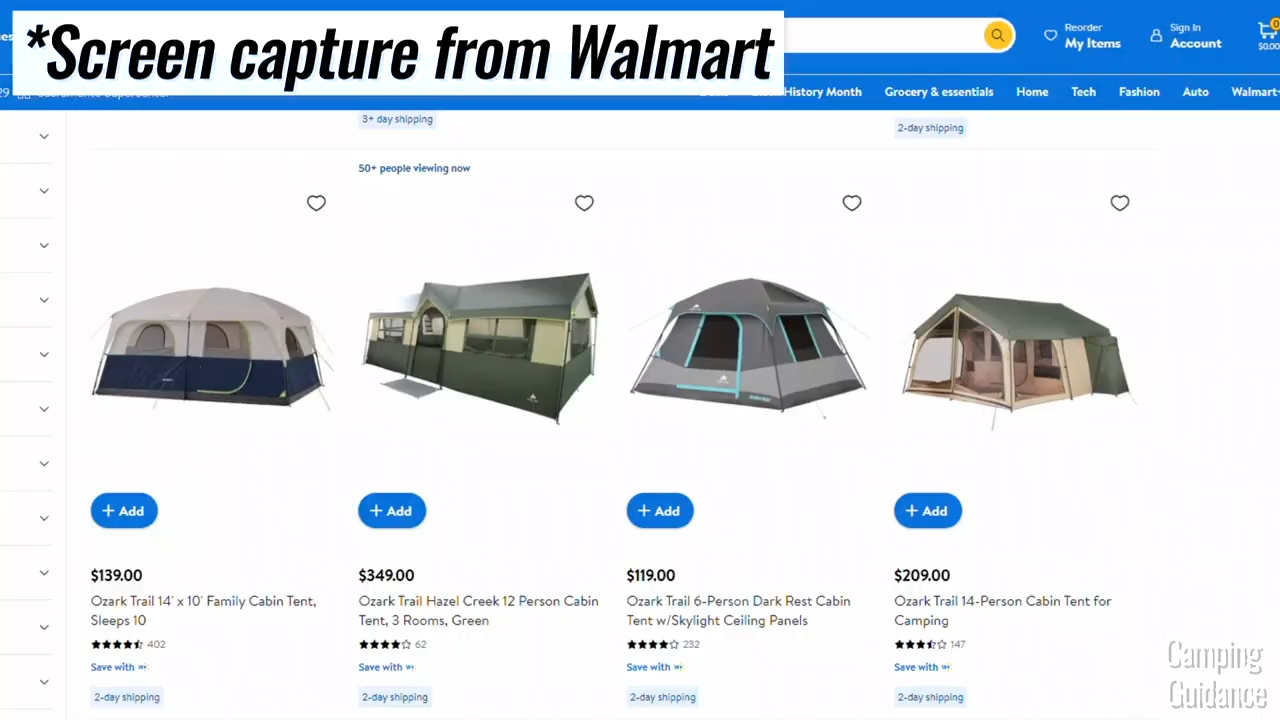 *Screen capture from Walmart
Reorder
My Items
Sign In
Account
0
$0.00
History Month
Grocery & essentials
Home
Tech
Fashion
Auto
Walmart+
3+ day shipping
2-day shipping
50+ people viewing now
+ Add
+ Add
+ Add
+ Add
$139.00
$349.00
$119.00
$209.00
Ozark Trail 14' x 10' Family Cabin Tent,
Sleeps 10
Ozark Trail Hazel Creek 12 Person Cabin
Tent, 3 Rooms, Green
Ozark Trail 6-Person Dark Rest Cabin
Tent w/Skylight Ceiling Panels
Ozark Trail 14-Person Cabin Tent for
Camping
402
62
232
147
Save with W+
Save with W+
Save with W+
Save with W+
2-day shipping
2-day shipping
2-day shipping
2-day shipping
Camping
Guidance